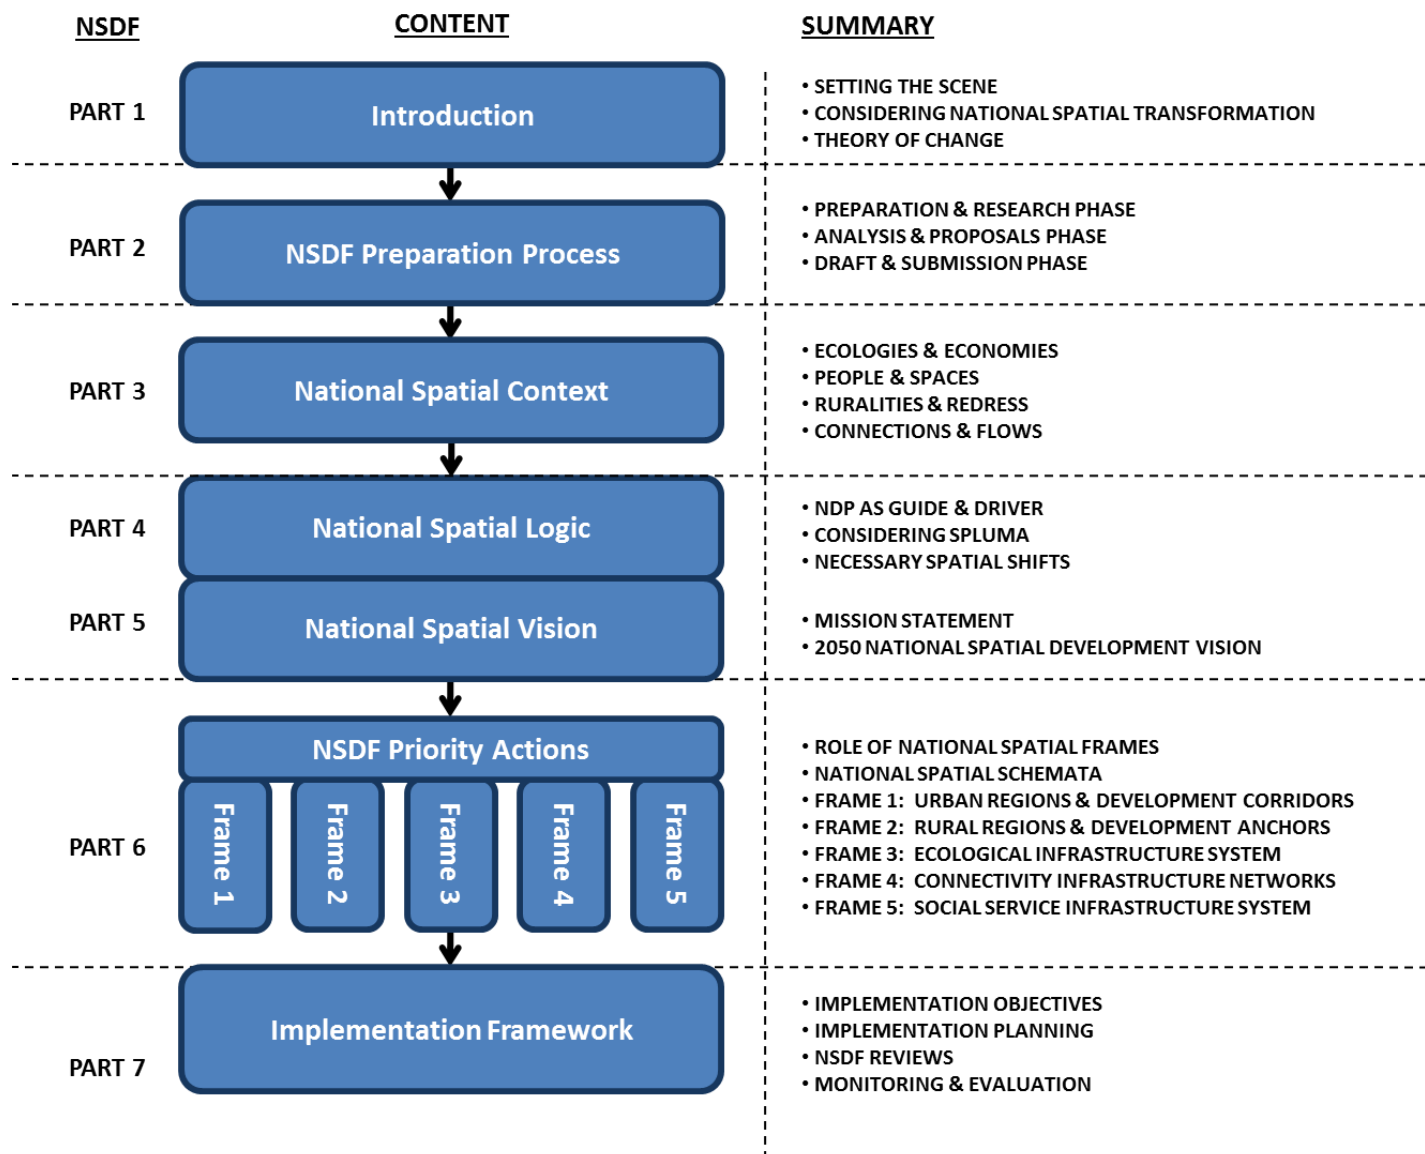 NSDF
CONTENT
SUMMARY
PART 1
Introduction
• SETTING THE SCENE
• CONSIDERING NATIONAL SPATIAL TRANSFORMATION
• THEORY OF CHANGE
PART 2
NSDF Preparation Process
• PREPARATION & RESEARCH PHASE
• ANALYSIS & PROPOSALS PHASE
• DRAFT & SUBMISSION PHASE
PART 3
National Spatial Context
• ECOLOGIES & ECONOMIES
• PEOPLE & SPACES
• RURALITIES & REDRESS
• CONNECTIONS & FLOWS
PART 4
National Spatial Logic
• NDP AS GUIDE & DRIVER
• CONSIDERING SPLUMA
• NECESSARY SPATIAL SHIFTS
PART 5
National Spatial Vision
• MISSION STATEMENT
• 2050 NATIONAL SPATIAL DEVELOPMENT VISION
PART 6
NSDF Priority Actions
Frame 1
Frame 2
Frame 3
Frame 4
Frame 5
• ROLE OF NATIONAL SPATIAL FRAMES
• NATIONAL SPATIAL SCHEMATA
• FRAME 1: URBAN REGIONS & DEVELOPMENT CORRIDORS
• FRAME 2: RURAL REGIONS & DEVELOPMENT ANCHORS
• FRAME 3: ECOLOGICAL INFRASTRUCTURE SYSTEM
• FRAME 4: CONNECTIVITY INFRASTRUCTURE NETWORKS
• FRAME 5: SOCIAL SERVICE INFRASTRUCTURE SYSTEM
PART 7
Implementation Framework
• IMPLEMENTATION OBJECTIVES
• IMPLEMENTATION PLANNING
• NSDF REVIEWS
• MONITORING & EVALUATION